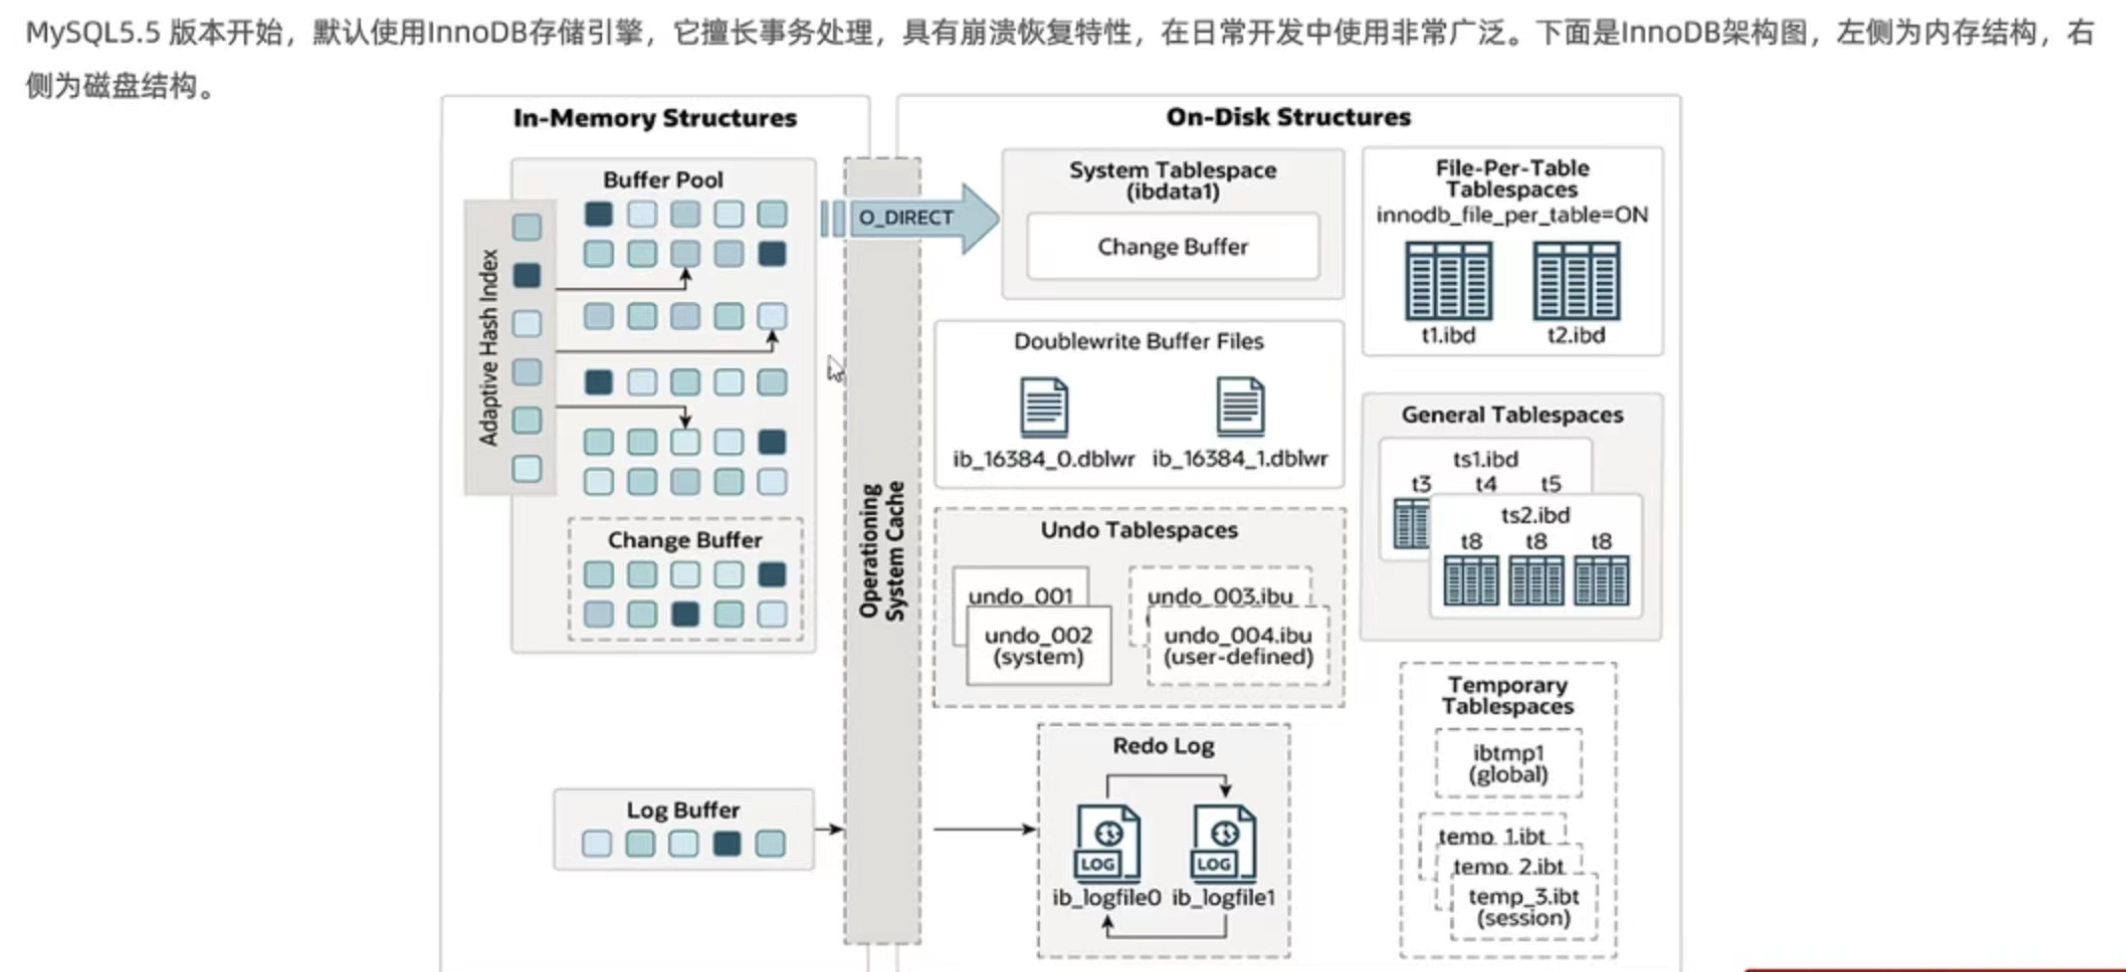 MySQL5.5 版本开始，默认使用InnoDB存储引擎，它擅长事务处理，具有崩溃恢复特性，在日常开发中使用非常广泛。下面是InnoDB架构图，左侧为内存结构，右
侧为磁盘结构。
In-Memory Structures
Buffer Pool
Adaptive Hash Index
Change Buffer
Log Buffer
Operationing
System Cache
O_DIRECT
On-Disk Structures
System Tablespace
(ibdata1)
Change Buffer
File-Per-Table
Tablespaces
innodb_file_per_table=ON
t1.ibd t2.ibd
Doublewrite Buffer Files
ib_16384_0.dblwr ib_16384_1.dblwr
General Tablespaces
ts1.ibd
t3 t4 t5
ts2.ibd
t8 t8 t8
Undo Tablespaces
undo_001
undo_002
(system)
undo_003.ibu
undo_004.ibu
(user-defined)
Temporary
Tablespaces
ibtmp1
(global)
temp_1.ibt
temp_2.ibt
temp_3.ibt
(session)
Redo Log
LOG LOG
ib_logfile0 ib_logfile1